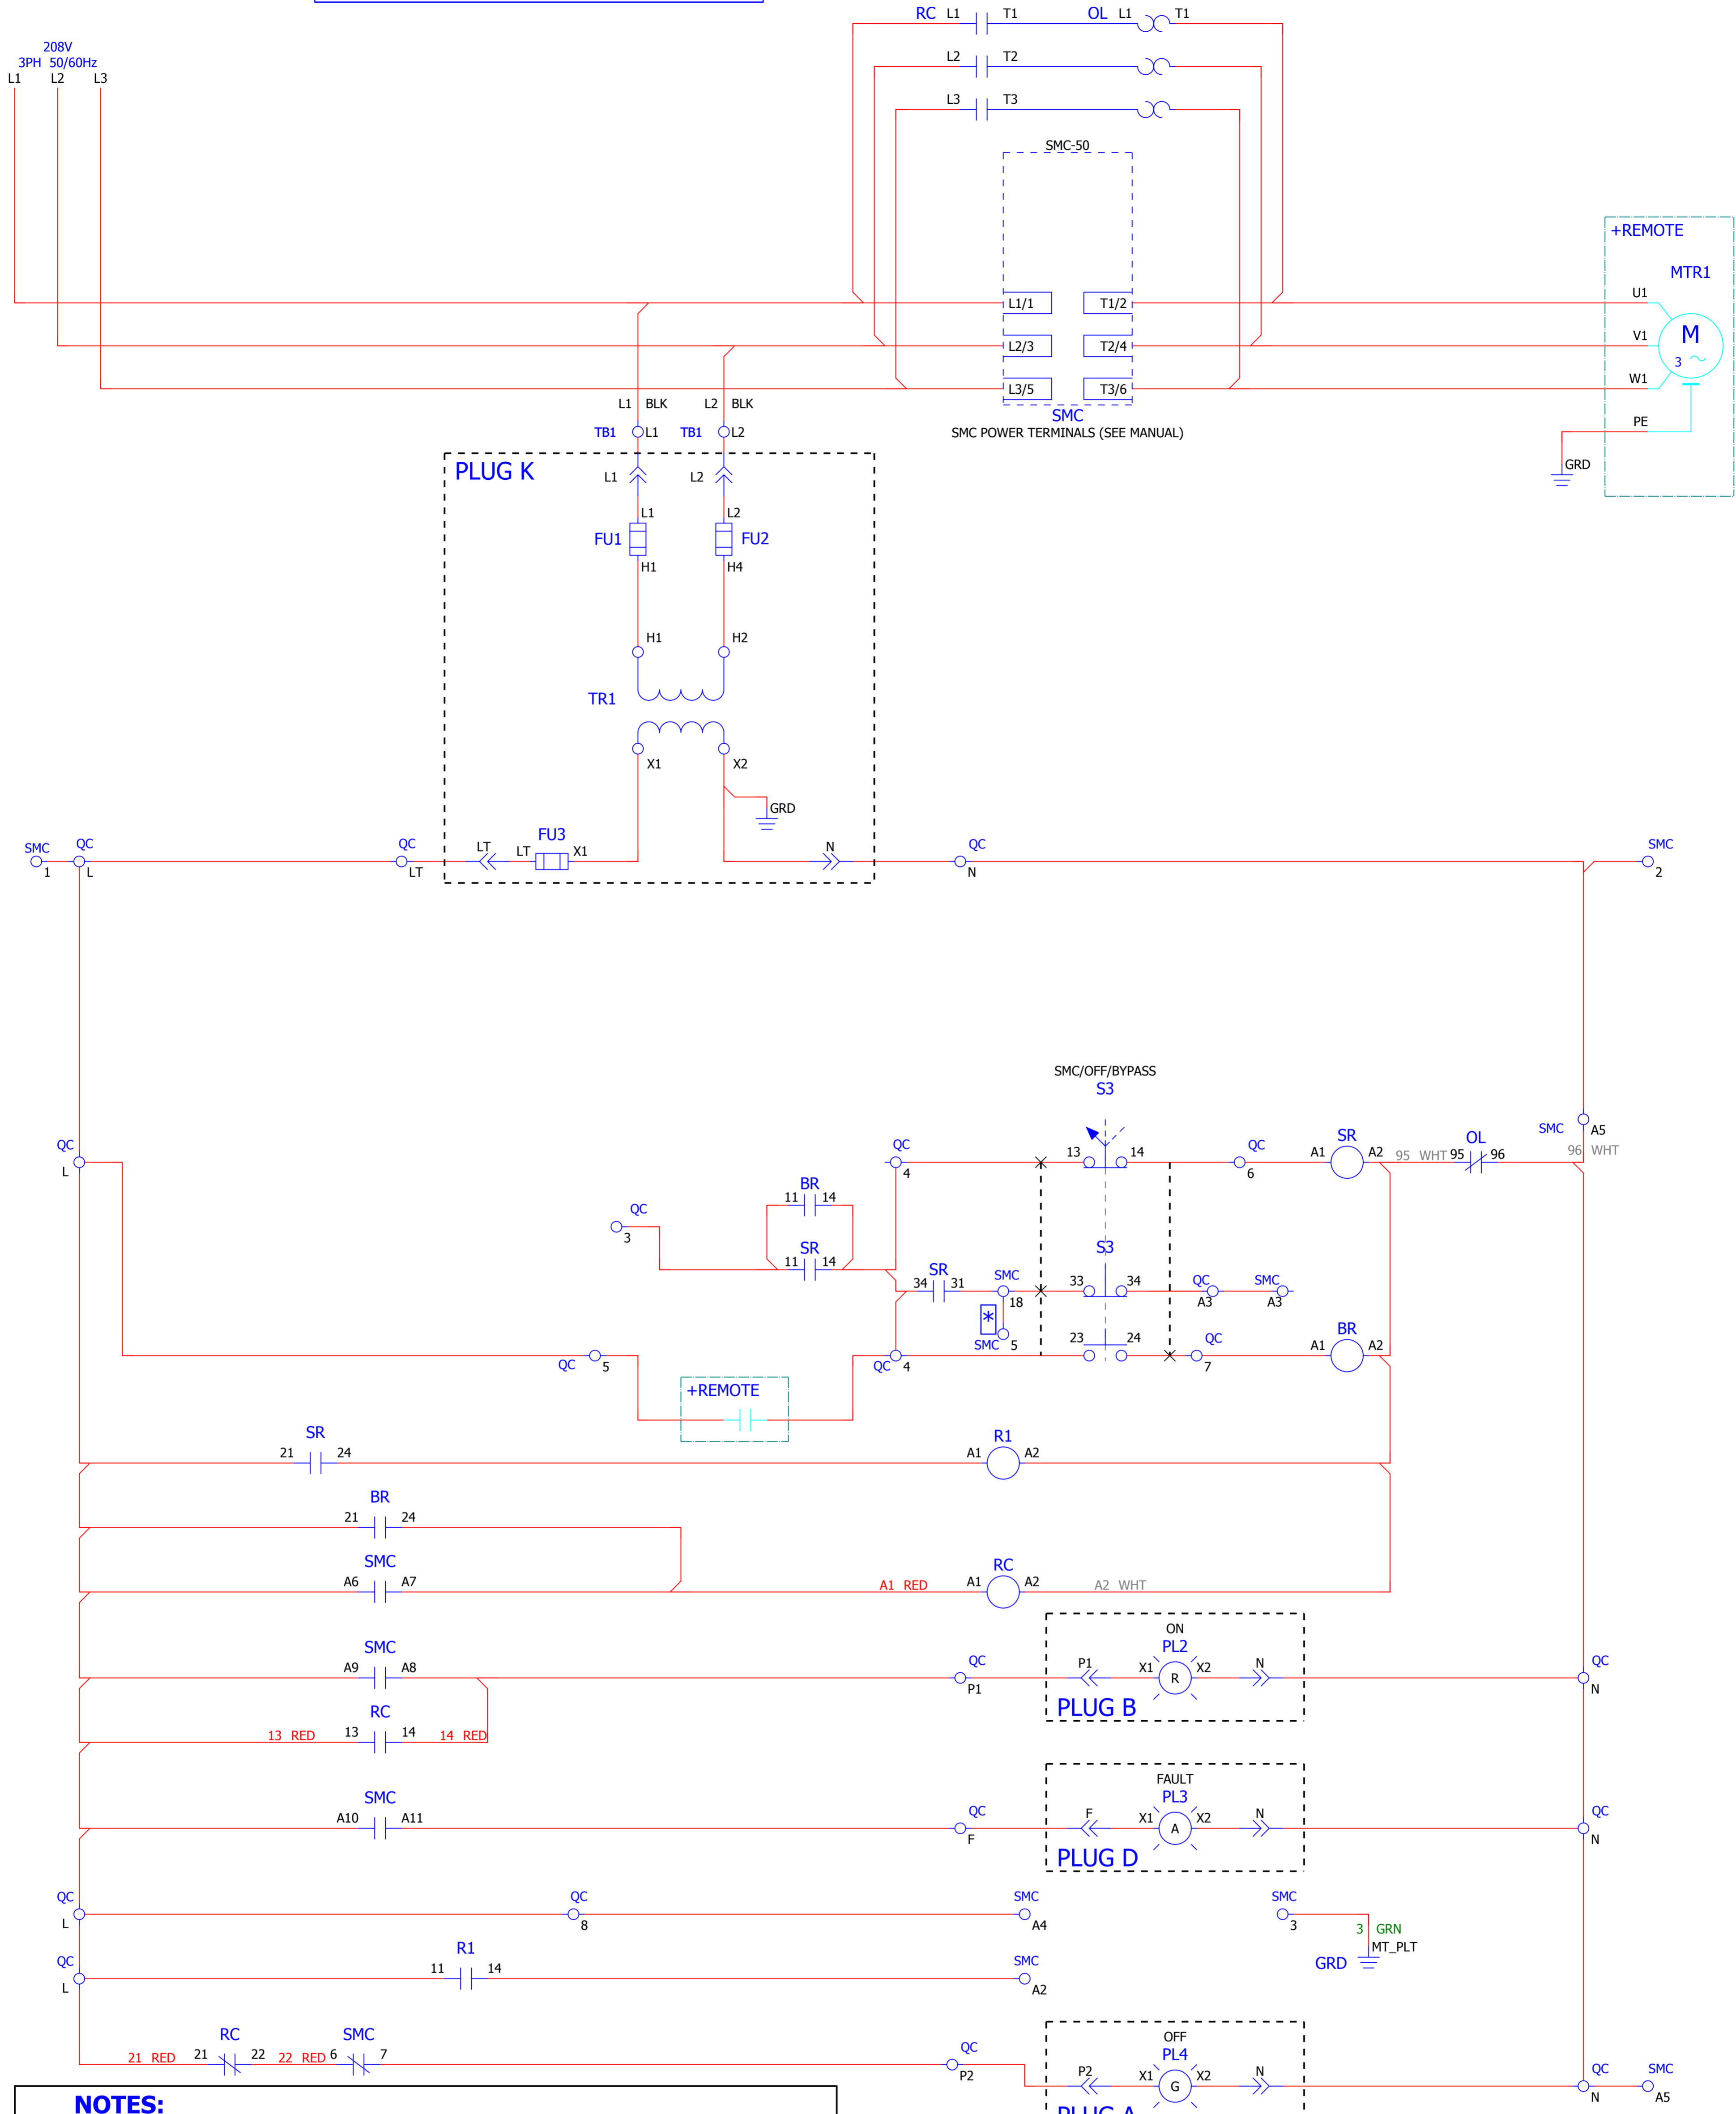 RC L1 T1 OL L1 T1
208V
3PH 50/60Hz
L1 L2 L3
L2 T2
L3 T3
SMC-50
+REMOTE
MTR1
L1/1 T1/2 U1
M
3
L2/3 T2/4 V1
L3/5 T3/6 W1
L1 BLK L2 BLK
SMC
SMC POWER TERMINALS (SEE MANUAL)
PE
TB1 L1 TB1 L2
GRD
PLUG K
L1 L2
L1 L2
FU1 FU2
H1 H4
H1 H2
TR1
X1 X2
GRD
SMC QC QC FU3 QC SMC
LT LT X1 N
1 L LT N 2
SMC/OFF/BYPASS
S3
SMC A5
QC QC 13 14 QC SR OL
A1 A2 95 WHT 95 96 96 WHT
L 4 6
BR
11 14
QC
3
SR S3
11 14
SR SMC QC SMC
34 31 33 34
18 A3 A3
*
SMC 5
23 24 QC BR
A1 A2
QC 5 QC 4 7
+REMOTE
SR R1
21 24 A1 A2
BR
21 24
SMC RC
A6 A7 A1 RED A1 A2 A2 WHT
ON
SMC QC PL2 QC
A9 A8 P1 X1 R X2 N
P1 N
PLUG B
RC
13 RED 13 14 14 RED
FAULT
SMC QC PL3 QC
A10 A11 F X1 A X2 N
F N
PLUG D
QC QC SMC SMC
L 8 A4 3
3 GRN
MT_PLT
GRD
QC R1 SMC
11 14
L A2
OFF
RC SMC QC PL4 QC SMC
21 RED 21 22 22 RED 6 7 P2
P2 X1 G X2 N
N A5
NOTES:
PLUG A